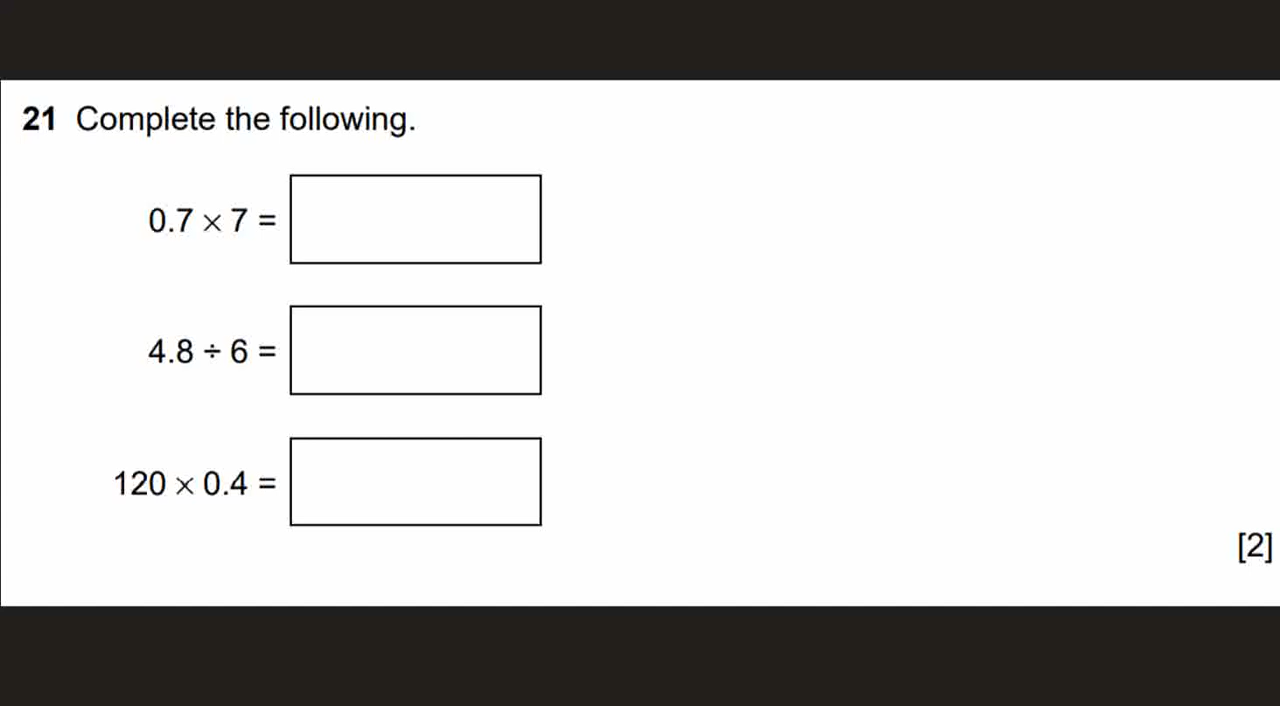 21 Complete the following.
0.7 × 7 =
4.8 ÷ 6 =
120 × 0.4 =
[2]